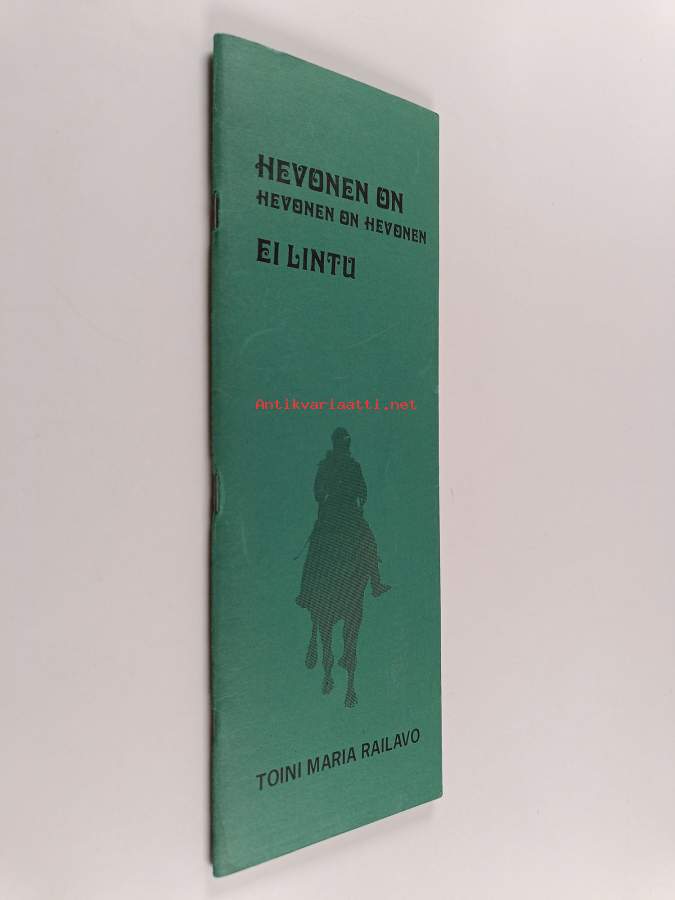 HEVONEN ON
HEVONEN ON HEVONEN
EI LINTU
Antikvariaatti.net
TOINI MARIA RAILAVO